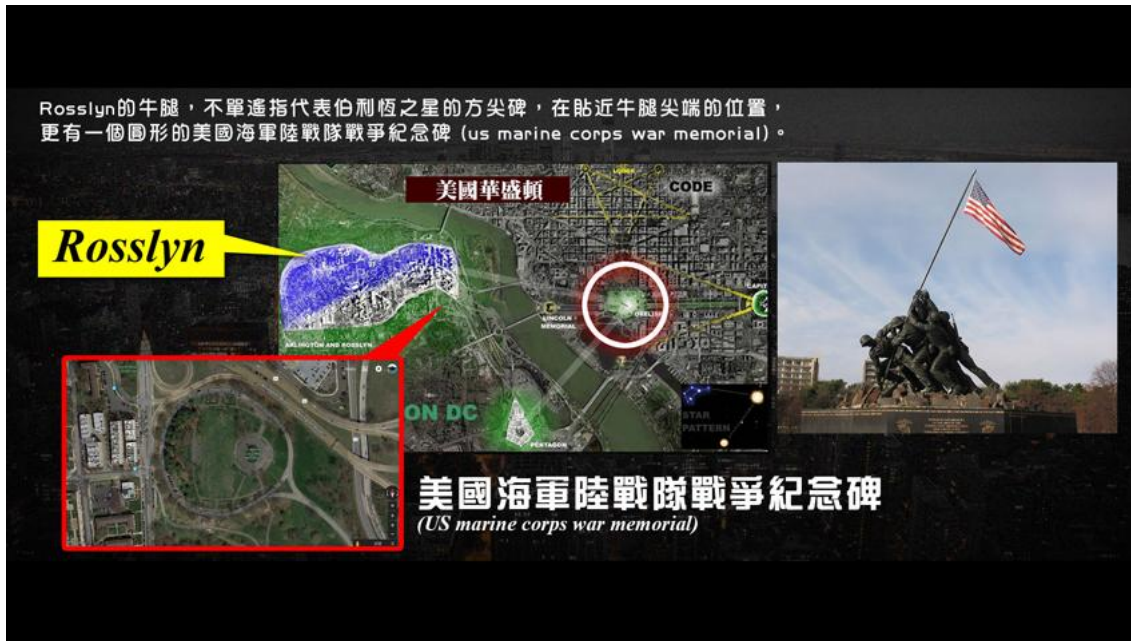 Rosslyn的牛腿，不單遙指代表伯利恆之星的方尖碑，在貼近牛腿尖端的位置，
更有一個圓形的美國海軍陸戰隊戰爭紀念碑 (us marine corps war memorial)。
美國華盛頓
CODE
Rosslyn
CAPIT
LINCOLN
MEMORIAL
OBELISK
ARLINGTON AND ROSSLYN
ON DC
STAR
PATTERN
PENTAGON
美國海軍陸戰隊戰爭紀念碑
(US marine corps war memorial)